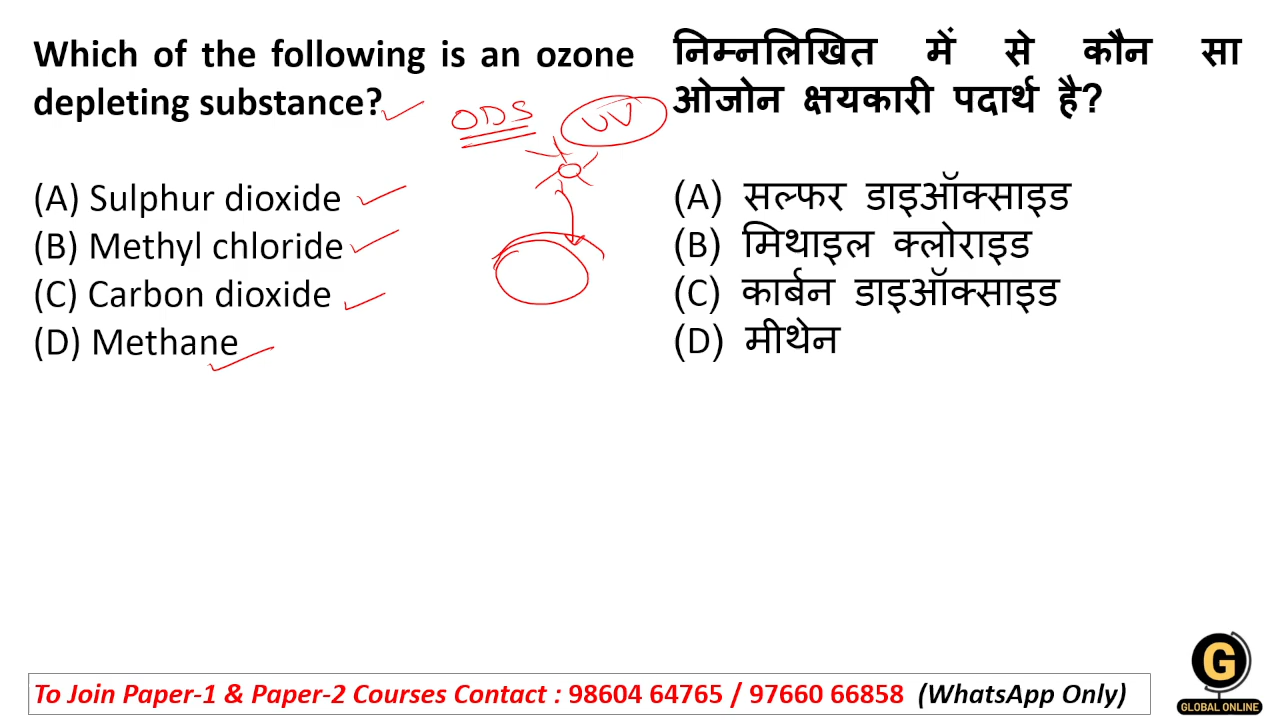 Which of the following is an ozone
depleting substance?
ODS
UV
(A) Sulphur dioxide
(B) Methyl chloride
(C) Carbon dioxide
(D) Methane
निम्नलिखित में से कौन सा
ओजोन क्षयकारी पदार्थ है?
(A) सल्फर डाइऑक्साइड
(B) मिथाइल क्लोराइड
(C) कार्बन डाइऑक्साइड
(D) मीथेन
To Join Paper-1 & Paper-2 Courses Contact : 98604 64765 / 97660 66858 (WhatsApp Only)
G
GLOBAL ONLINE